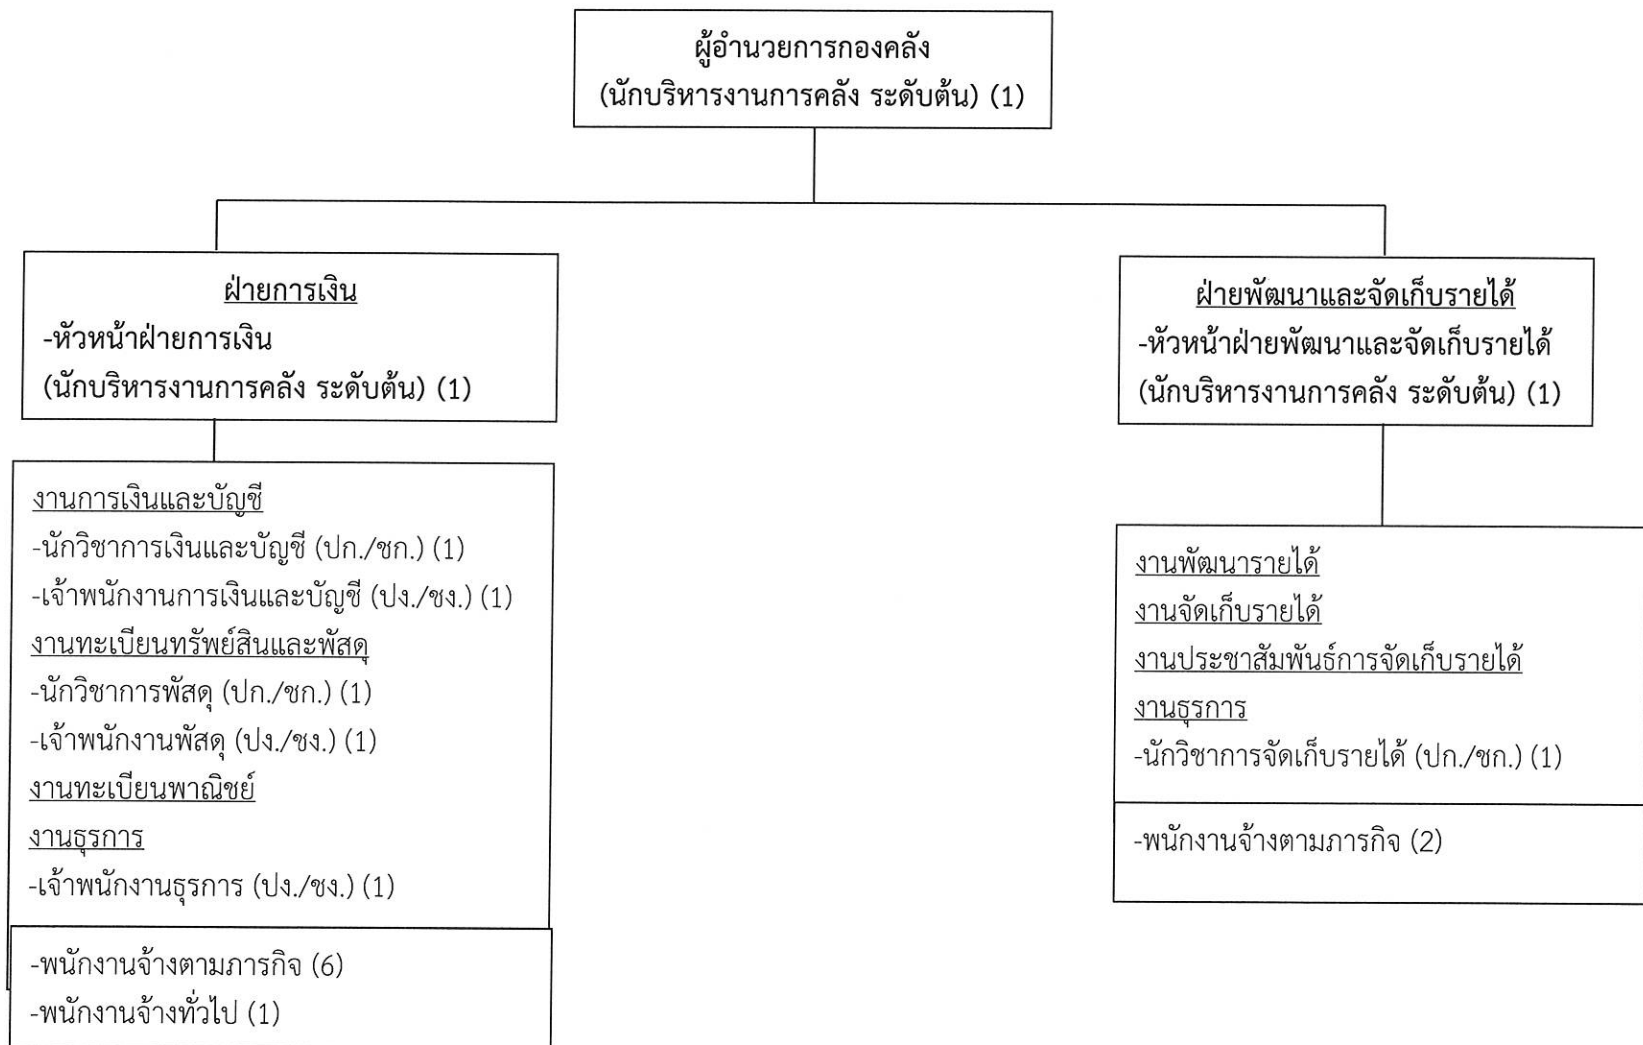 ผู้อำนวยการกองคลัง
(นักบริหารงานการคลัง ระดับต้น) (1)
ฝ่ายการเงิน
-หัวหน้าฝ่ายการเงิน
(นักบริหารงานการคลัง ระดับต้น) (1)
งานการเงินและบัญชี
-นักวิชาการเงินและบัญชี (ปก./ชก.) (1)
-เจ้าพนักงานการเงินและบัญชี (ปง./ชง.) (1)
งานทะเบียนทรัพย์สินและพัสดุ
-นักวิชาการพัสดุ (ปก./ชก.) (1)
-เจ้าพนักงานพัสดุ (ปง./ชง.) (1)
งานทะเบียนพาณิชย์
งานธุรการ
-เจ้าพนักงานธุรการ (ปง./ชง.) (1)
-พนักงานจ้างตามภารกิจ (6)
-พนักงานจ้างทั่วไป (1)
ฝ่ายพัฒนาและจัดเก็บรายได้
-หัวหน้าฝ่ายพัฒนาและจัดเก็บรายได้
(นักบริหารงานการคลัง ระดับต้น) (1)
งานพัฒนารายได้
งานจัดเก็บรายได้
งานประชาสัมพันธ์การจัดเก็บรายได้
งานธุรการ
-นักวิชาการจัดเก็บรายได้ (ปก./ชก.) (1)
-พนักงานจ้างตามภารกิจ (2)